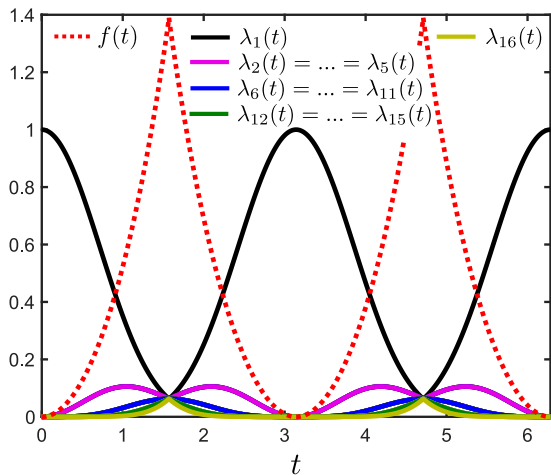 1.4
1.2
1
0.8
0.6
0.4
0.2
0
0 1 2 3 4 5 6
t
f(t) λ₁(t) λ₁₆(t)
λ₂(t) = ... = λ₅(t)
λ₆(t) = ... = λ₁₁(t)
λ₁₂(t) = ... = λ₁₅(t)